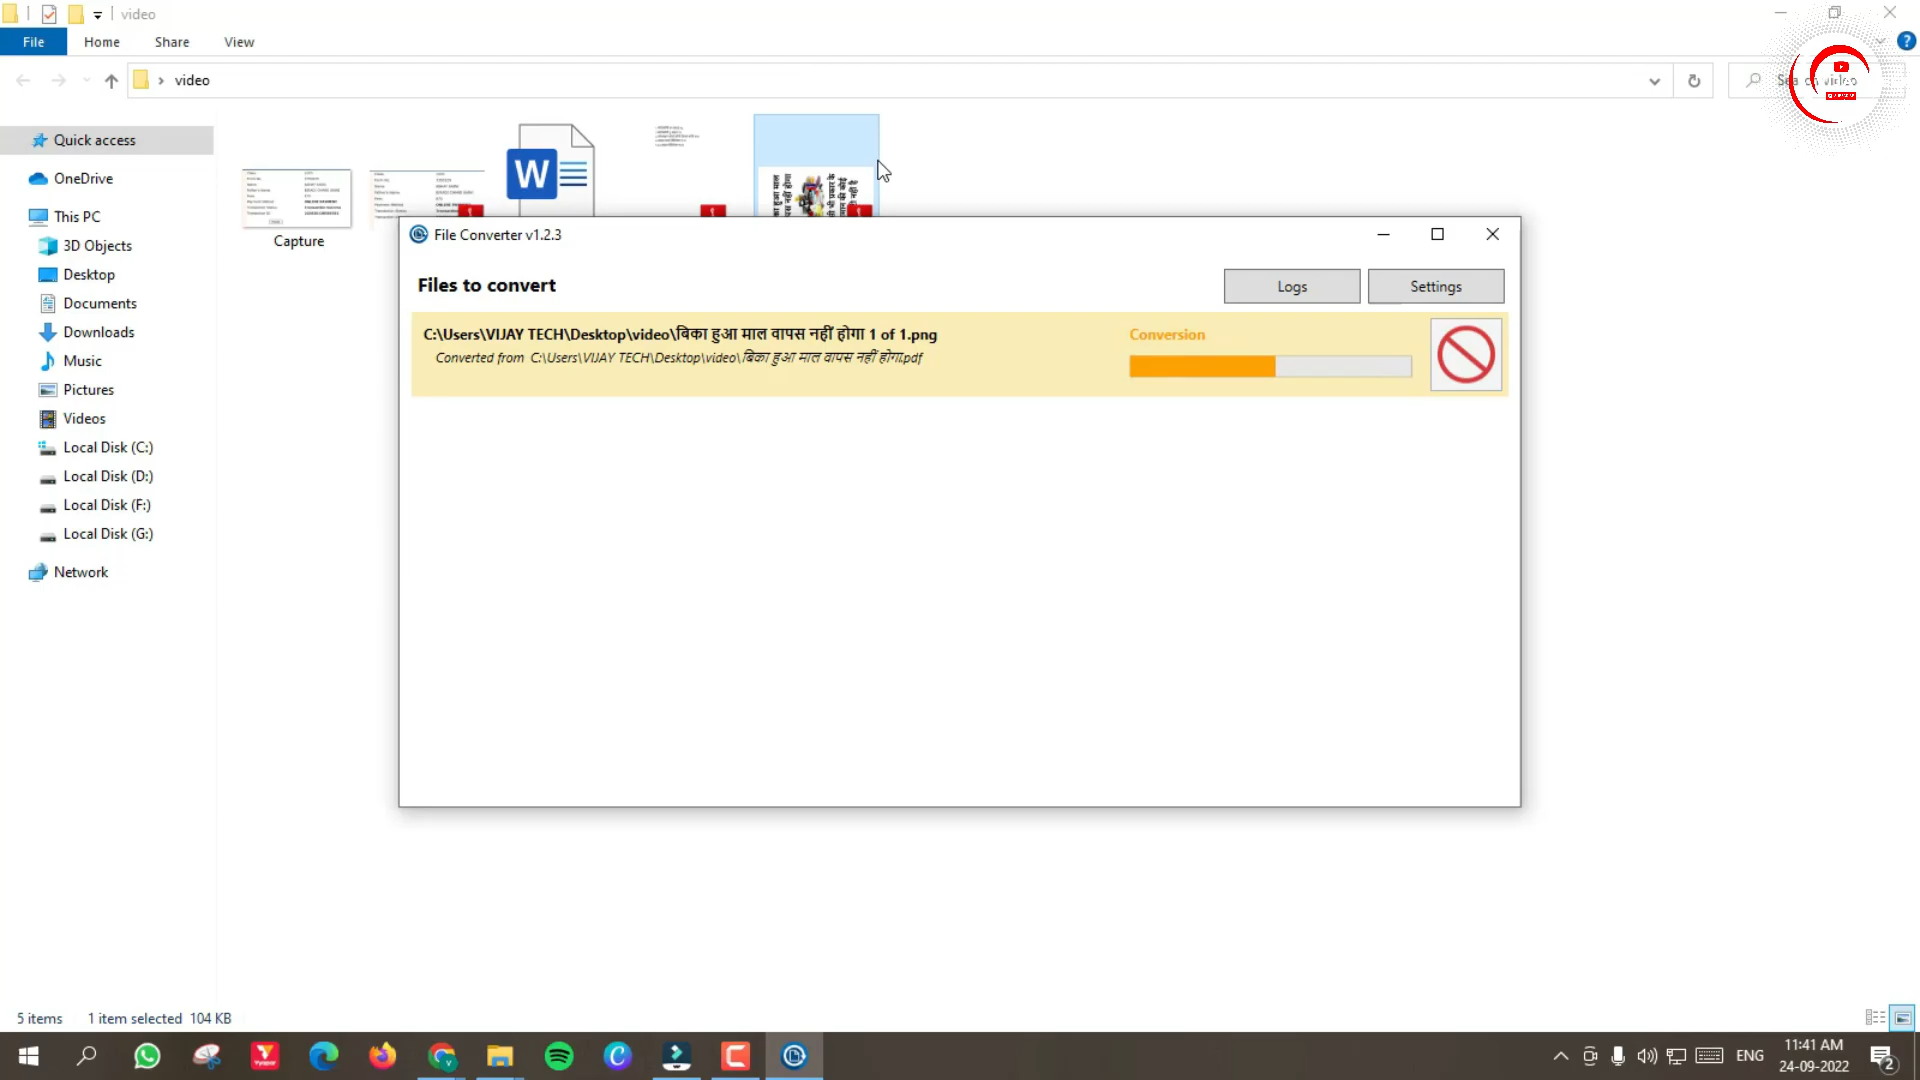 video
File
Home
Share
View
video
Quick access
OneDrive
This PC
3D Objects
Desktop
Documents
Downloads
Music
Pictures
Videos
Local Disk (C:)
Local Disk (D:)
Local Disk (F:)
Local Disk (G:)
Network
Capture
File Converter v1.2.3
Files to convert
Logs
Settings
C:\Users\VIJAY TECH\Desktop\video\बिका हुआ माल वापस नहीं होगा 1 of 1.png
Converted from C:\Users\VIJAY TECH\Desktop\video\बिका हुआ माल वापस नहीं होगा.pdf
Conversion
5 items 1 item selected 104 KB
ENG
11:41 AM
24-09-2022
2